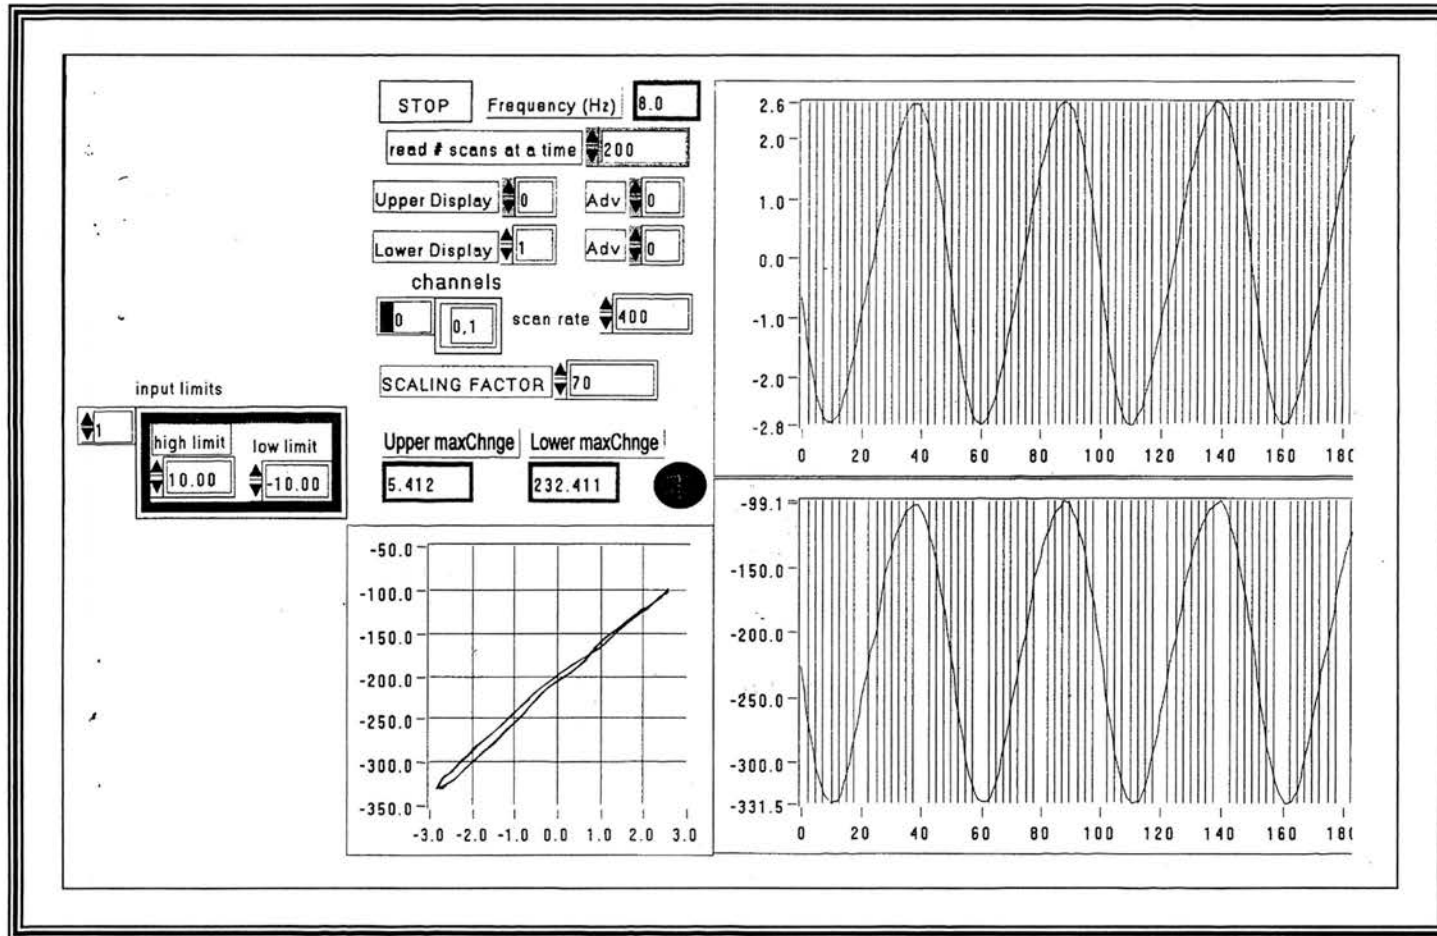 STOP Frequency (Hz) 8.0
read # scans at a time 200
Upper Display 0 Adv 0
Lower Display 1 Adv 0
channels
0 0,1 scan rate 400
SCALING FACTOR 70
input limits
1
high limit low limit
10.00 -10.00
Upper maxChnge Lower maxChnge
5.412 232.411
-50.0
-100.0
-150.0
-200.0
-250.0
-300.0
-350.0
-3.0 -2.0 -1.0 0.0 1.0 2.0 3.0
2.6
2.0
1.0
0.0
-1.0
-2.0
-2.8
0 20 40 60 80 100 120 140 160 180
-99.1
-150.0
-200.0
-250.0
-300.0
-331.5
0 20 40 60 80 100 120 140 160 180